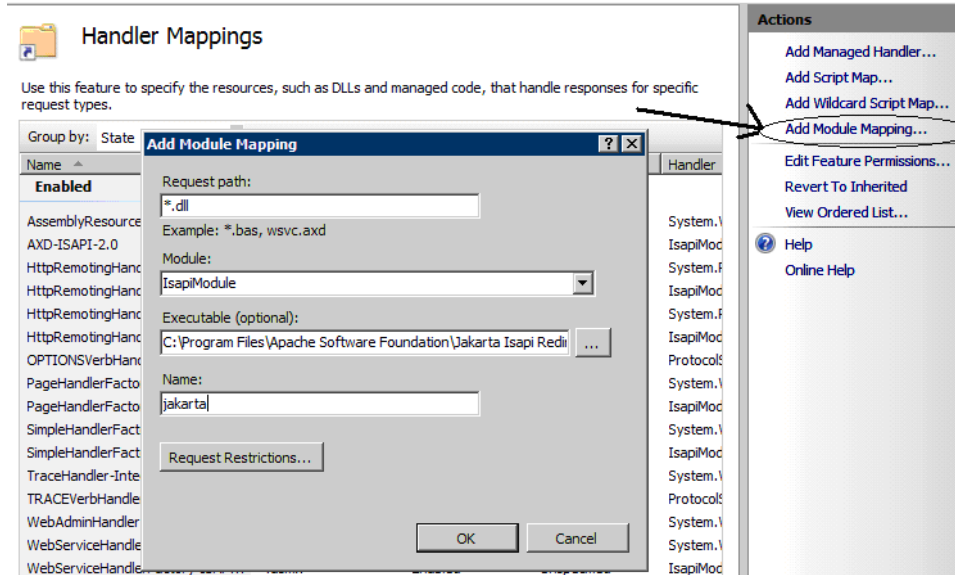 Handler Mappings
Use this feature to specify the resources, such as DLLs and managed code, that handle responses for specific
request types.
Group by: State
Name
Handler
Enabled
AssemblyResource
System.
AXD-ISAPI-2.0
IsapiMod
HttpRemotingHand
System.
HttpRemotingHand
IsapiMod
HttpRemotingHand
System.
HttpRemotingHand
IsapiMod
OPTIONSVerbHand
ProtocolS
PageHandlerFacto
System.
PageHandlerFacto
IsapiMod
SimpleHandlerFact
System.
SimpleHandlerFact
IsapiMod
TraceHandler-Inte
System.
TRACEVerbHandle
ProtocolS
WebAdminHandler
System.
WebServiceHandle
System.
IsapiMod
Add Module Mapping
Request path:
*.dll
Example: *.bas, wsvc.axd
Module:
IsapiModule
Executable (optional):
C:\Program Files\Apache Software Foundation\Jakarta Isapi Redir
...
Name:
jakarta
Request Restrictions...
OK
Cancel
Actions
Add Managed Handler...
Add Script Map...
Add Wildcard Script Map...
Add Module Mapping...
Edit Feature Permissions...
Revert To Inherited
View Ordered List...
Help
Online Help